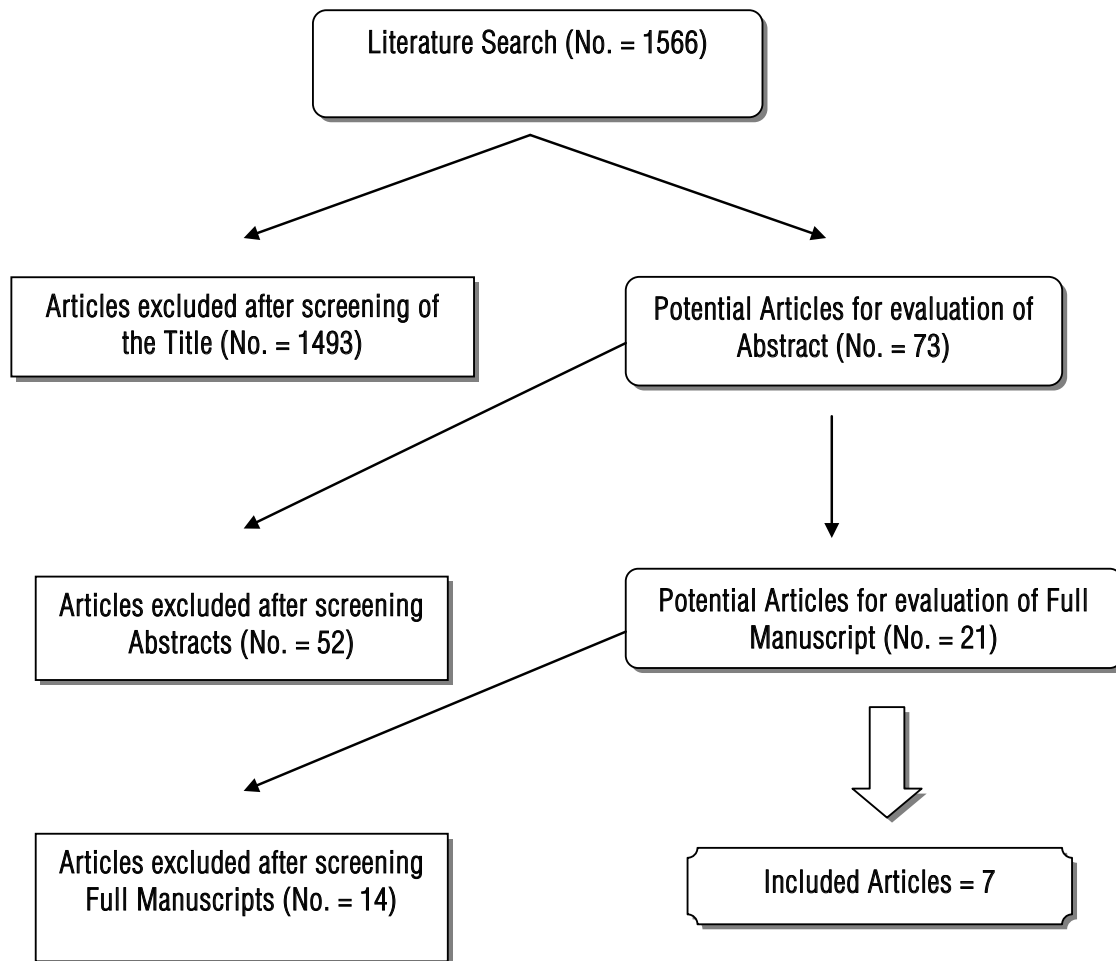 Literature Search (No. = 1566)
Articles excluded after screening of
the Title (No. = 1493)
Potential Articles for evaluation of
Abstract (No. = 73)
Articles excluded after screening
Abstracts (No. = 52)
Potential Articles for evaluation of Full
Manuscript (No. = 21)
Articles excluded after screening
Full Manuscripts (No. = 14)
Included Articles = 7